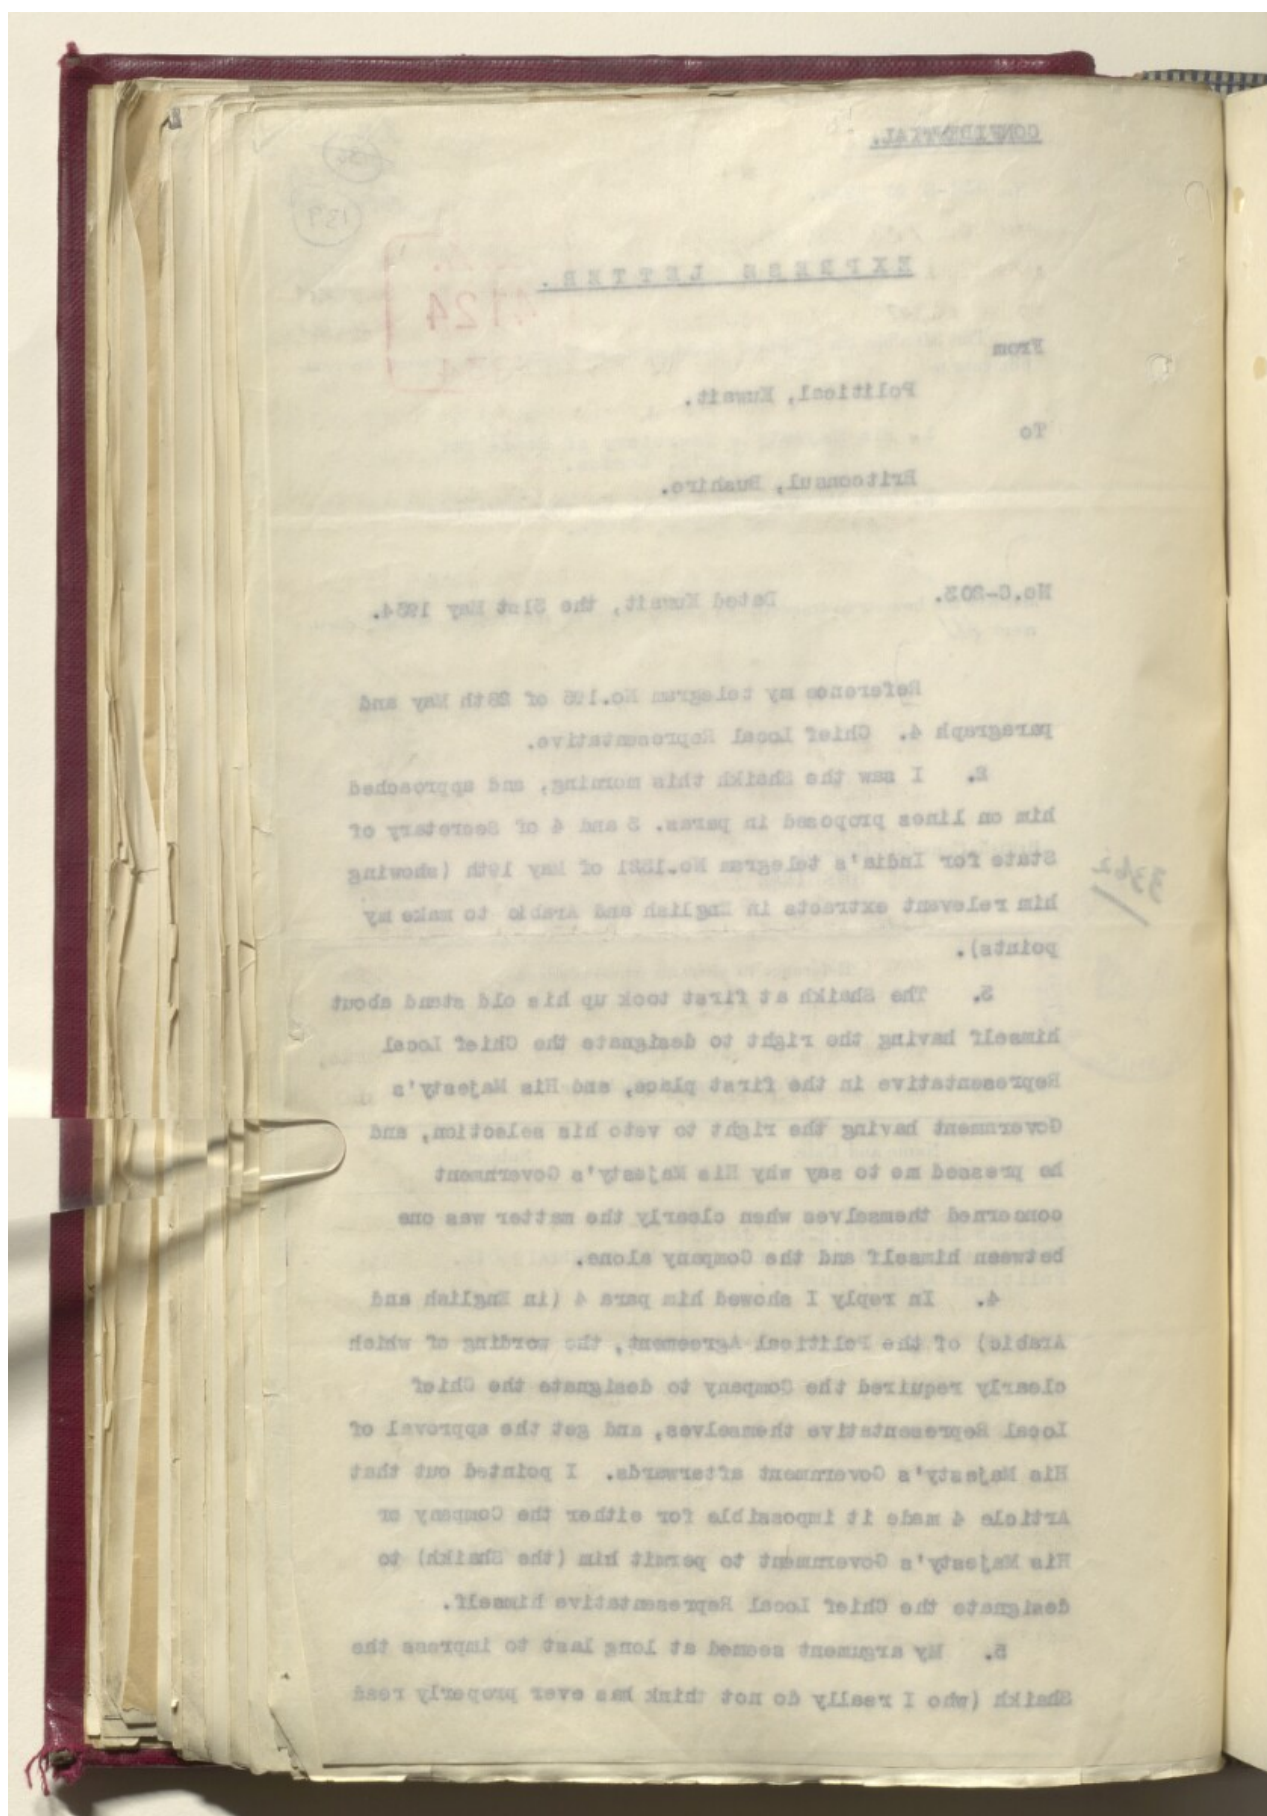 CONFIDENTIAL.
EXPRESS LETTER.
4124
From
Political, Kuwait.
To
Britconsul, Bushire.
No.C-203. Dated Kuwait, the 31st May 1934.
Reference my telegram No.195 of 28th May and
paragraph 4. Chief Local Representative.
2. I saw the Shaikh this morning, and approached
him on lines proposed in paras. 3 and 4 of Secretary of
State for India's telegram No.1281 of May 19th (showing
him relevant extracts in English and Arabic to make my
points).
3. The Shaikh at first took up his old stand about
himself having the right to designate the Chief Local
Representative in the first place, and His Majesty's
Government having the right to veto his selection, and
he pressed me to say why His Majesty's Government
concerned themselves when clearly the matter was one
between himself and the Company alone.
4. In reply I showed him para 4 (in English and
Arabic) of the Political Agreement, the wording of which
clearly required the Company to designate the Chief
Local Representative themselves, and get the approval of
His Majesty's Government afterwards. I pointed out that
Article 4 made it impossible for either the Company or
His Majesty's Government to permit him (the Shaikh) to
designate the Chief Local Representative himself.
5. My argument seemed at long last to impress the
Shaikh (who I really do not think has ever properly read